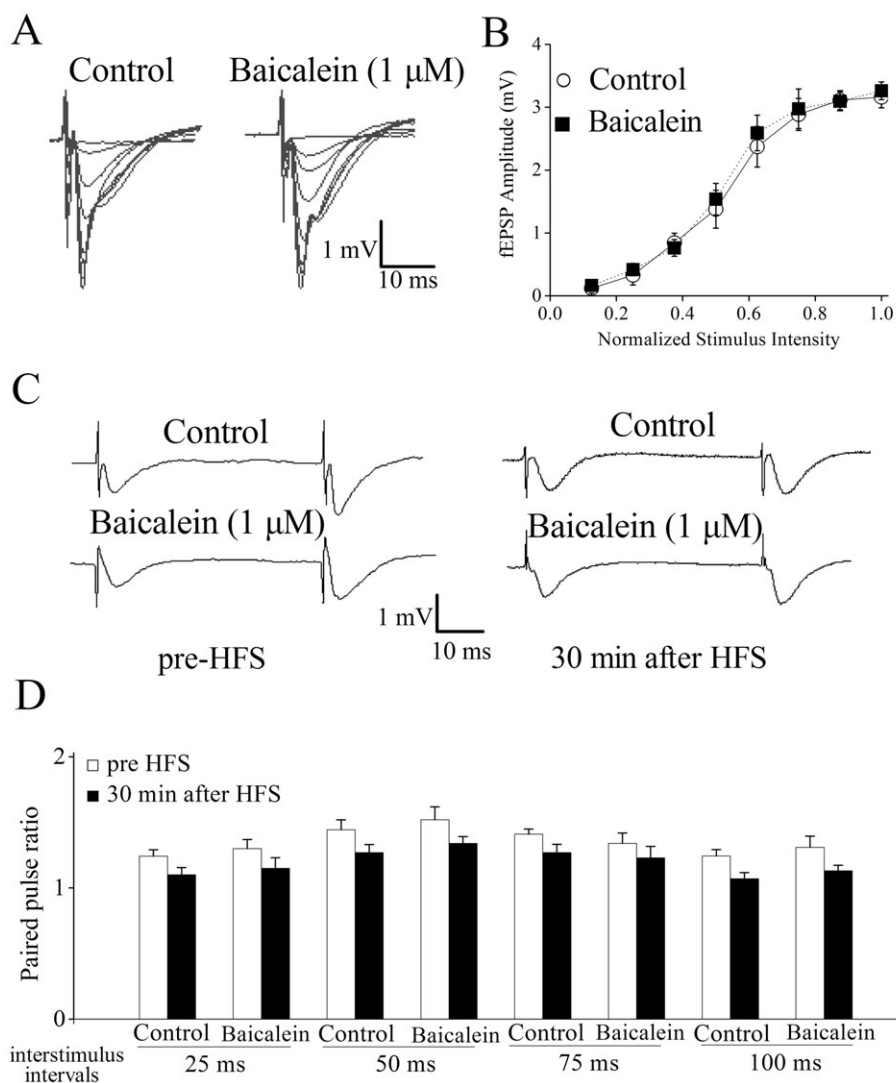 A
Control
Baicalein (1 μM)
1 mV
10 ms
B
4
3
2
1
0
fEPSP Amplitude (mV)
Control
Baicalein
0.0 0.2 0.4 0.6 0.8 1.0
Normalized Stimulus Intensity
C
Control
Baicalein (1 μM)
1 mV
10 ms
pre-HFS
Control
Baicalein (1 μM)
30 min after HFS
D
2
1
0
Paired pulse ratio
pre HFS
30 min after HFS
Control Baicalein Control Baicalein Control Baicalein Control Baicalein
interstimulus
intervals
25 ms 50 ms 75 ms 100 ms